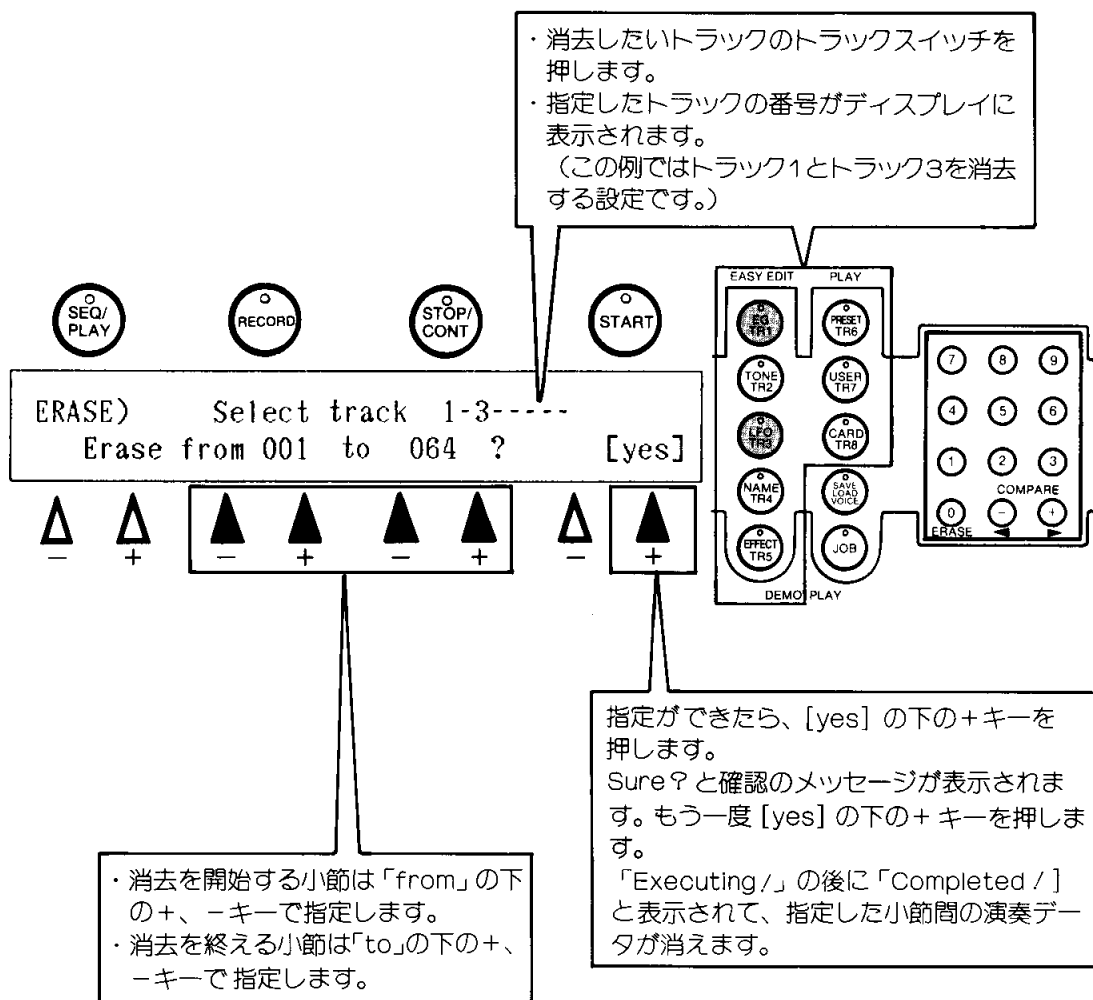 ・消去したいトラックのトラックスイッチを
押します。
・指定したトラックの番号がディスプレイに
表示されます。
（この例ではトラック1とトラック3を消去
する設定です。）
SEQ/
PLAY
RECORD
STOP/
CONT
START
EASY EDIT
PLAY
EG
TR1
PRESET
TR6
TONE
TR2
USER
TR7
LFO
TR3
CARD
TR8
NAME
TR4
SAVE
LOAD
VOICE
EFFECT
TR5
JOB
DEMO PLAY
7 8 9
4 5 6
1 2 3
COMPARE
0 − +
ERASE ◀ ▶
ERASE) Select track 1-3-----
Erase from 001 to 064 ? [yes]
− + − + − + − +
指定ができたら、[yes] の下の+キーを
押します。
Sure? と確認のメッセージが表示されま
す。もう一度 [yes] の下の+ キーを押しま
す。
「Executing /」の後に「Completed / ]
と表示されて、指定した小節間の演奏デー
タが消えます。
・消去を開始する小節は「from」の下
の+、−キーで指定します。
・消去を終える小節は「to」の下の+、
−キーで 指定します。